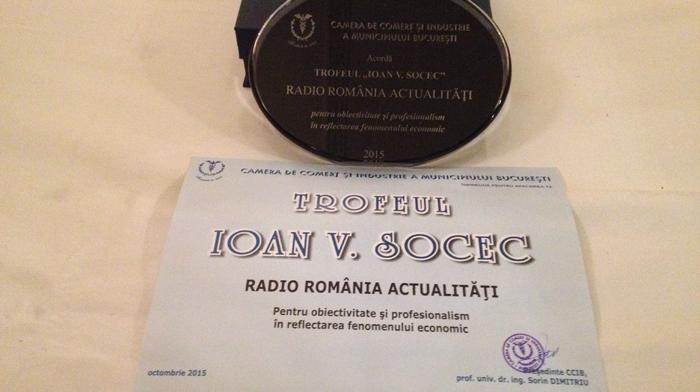 CAMERA DE COMERȚ ȘI INDUSTRIE
A MUNICIPIULUI BUCUREȘTI
Acordă
TROFEUL „IOAN V. SOCEC”
RADIO ROMÂNIA ACTUALITĂȚI
pentru obiectivitate și profesionalism
în reflectarea fenomenului economic
2015
CAMERA DE COMERȚ ȘI INDUSTRIE A MUNICIPIULUI BUCUREȘTI
TROFEUL
IOAN V. SOCEC
RADIO ROMÂNIA ACTUALITĂŢI
Pentru obiectivitate și profesionalism
în reflectarea fenomenului economic
octombrie 2015
Președinte CCIB,
prof. univ. dr. ing. Sorin DIMITRIU